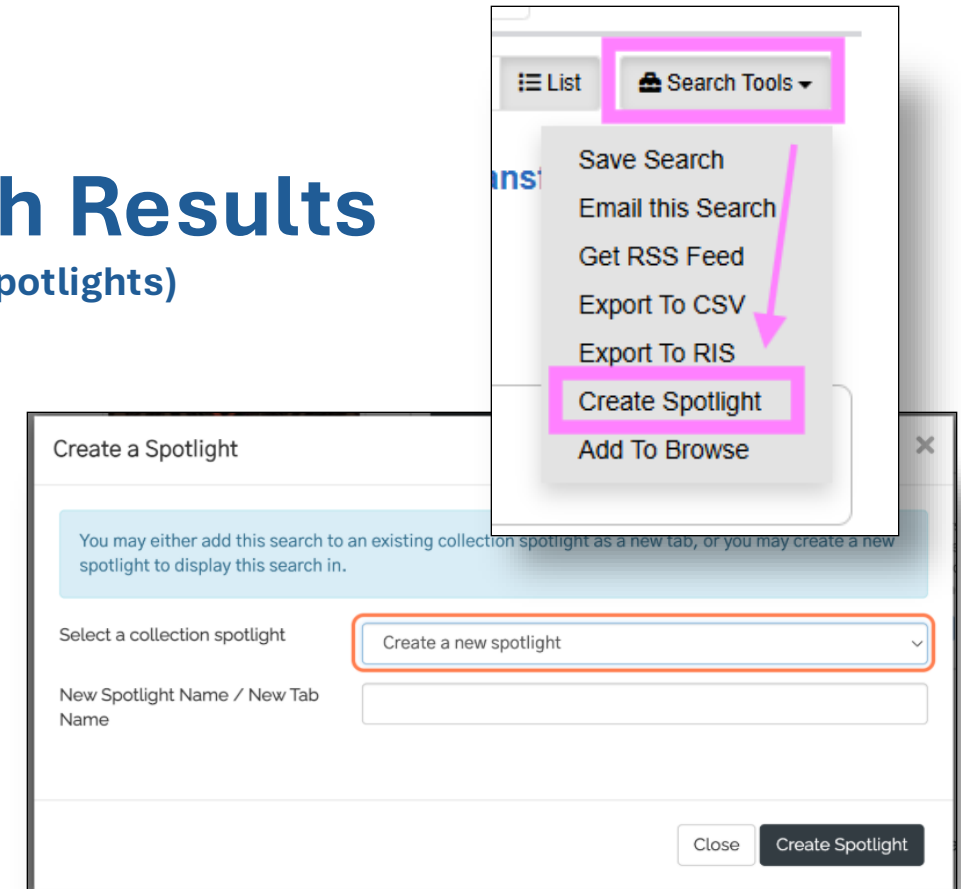 List
Search Tools
Save Search
Email this Search
Get RSS Feed
Export To CSV
Export To RIS
Create Spotlight
Add To Browse
h Results
potlights)
Create a Spotlight
You may either add this search to an existing collection spotlight as a new tab, or you may create a new
spotlight to display this search in.
Select a collection spotlight
Create a new spotlight
New Spotlight Name / New Tab
Name
Close
Create Spotlight